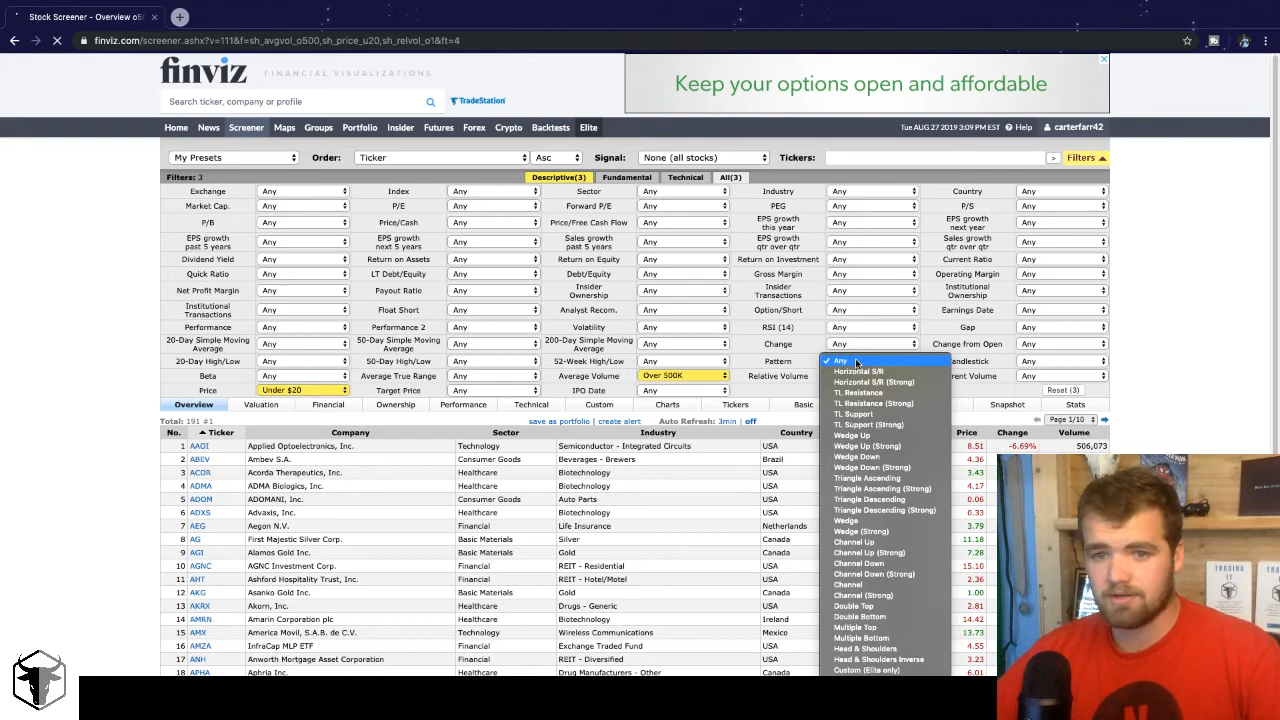 Stock Screener - Overview o50
finviz.com/screener.ashx?v=111&f=sh_avgvol_o500,sh_price_u20,sh_relvol_o1&ft=4
finviz FINANCIAL VISUALIZATIONS
Keep your options open and affordable
Search ticker, company or profile TradeStation
Home News Screener Maps Groups Portfolio Insider Futures Forex Crypto Backtests Elite Tue AUG 27 2019 3:09 PM EST Help carterfarr42
My Presets Order: Ticker Asc Signal: None (all stocks) Tickers: > Filters
Filters: 3 Descriptive(3) Fundamental Technical All(3)
Exchange Any Index Any Sector Any Industry Any Country Any
Market Cap. Any P/E Any Forward P/E Any PEG Any P/S Any
P/B Any Price/Cash Any Price/Free Cash Flow Any EPS growth this year Any EPS growth next year Any
EPS growth past 5 years Any EPS growth next 5 years Any Sales growth past 5 years Any EPS growth qtr over qtr Any Sales growth qtr over qtr Any
Dividend Yield Any Return on Assets Any Return on Equity Any Return on Investment Any Current Ratio Any
Quick Ratio Any LT Debt/Equity Any Debt/Equity Any Gross Margin Any Operating Margin Any
Net Profit Margin Any Payout Ratio Any Insider Ownership Any Insider Transactions Any Institutional Ownership Any
Institutional Transactions Any Float Short Any Analyst Recom. Any Option/Short Any Earnings Date Any
Performance Any Performance 2 Any Volatility Any RSI (14) Any Gap Any
20-Day Simple Moving Average Any 50-Day Simple Moving Average Any 200-Day Simple Moving Average Any Change Any Change from Open Any
20-Day High/Low Any 50-Day High/Low Any 52-Week High/Low Any Pattern Any andlestick Any
Beta Any Average True Range Any Average Volume Over 500K Relative Volume ent Volume Any
Price Under $20 Target Price Any IPO Date Any Reset (3)
Horizontal S/R
Horizontal S/R (Strong)
TL Resistance
TL Resistance (Strong)
TL Support
TL Support (Strong)
Wedge Up
Wedge Up (Strong)
Wedge Down
Wedge Down (Strong)
Triangle Ascending
Triangle Ascending (Strong)
Triangle Descending
Triangle Descending (Strong)
Wedge
Wedge (Strong)
Channel Up
Channel Up (Strong)
Channel Down
Channel Down (Strong)
Channel
Channel (Strong)
Double Top
Double Bottom
Multiple Top
Multiple Bottom
Head & Shoulders
Head & Shoulders Inverse
Custom (Elite only)
Overview Valuation Financial Ownership Performance Technical Custom Charts Tickers Basic Snapshot Stats
Total: 191 #1 save as portfolio | create alert Auto Refresh: 3min | off Page 1/10
No. Ticker Company Sector Industry Country Price Change Volume
1 AAOI Applied Optoelectronics, Inc. Technology Semiconductor - Integrated Circuits USA 8.51 -6.69% 506,073
2 ABEV Ambev S.A. Consumer Goods Beverages - Brewers Brazil 4.36
3 ACOR Acorda Therapeutics, Inc. Healthcare Biotechnology USA 3.43
4 ADMA ADMA Biologics, Inc. Healthcare Biotechnology USA 4.17
5 ADOM ADOMANI, Inc. Consumer Goods Auto Parts USA 0.06
6 ADXS Advaxis, Inc. Healthcare Biotechnology USA 0.33
7 AEG Aegon N.V. Financial Life Insurance Netherlands 3.79
8 AG First Majestic Silver Corp. Basic Materials Silver Canada 11.18
9 AGI Alamos Gold Inc. Basic Materials Gold Canada 7.28
10 AGNC AGNC Investment Corp. Financial REIT - Residential USA 15.10
11 AHT Ashford Hospitality Trust, Inc. Financial REIT - Hotel/Motel USA 2.36
12 AKG Asanko Gold Inc. Basic Materials Gold Canada 1.00
13 AKRX Akorn, Inc. Healthcare Drugs - Generic USA 2.81
14 AMRN Amarin Corporation plc Healthcare Biotechnology Ireland 14.42
15 AMX America Movil, S.A.B. de C.V. Technology Wireless Communications Mexico 13.73
16 AMZA InfraCap MLP ETF Financial Exchange Traded Fund USA 4.55
17 ANH Anworth Mortgage Asset Corporation Financial REIT - Diversified USA 3.23
18 APHA Aphria Inc. Healthcare Drug Manufacturers - Other Canada 6.01
TRADING
IT